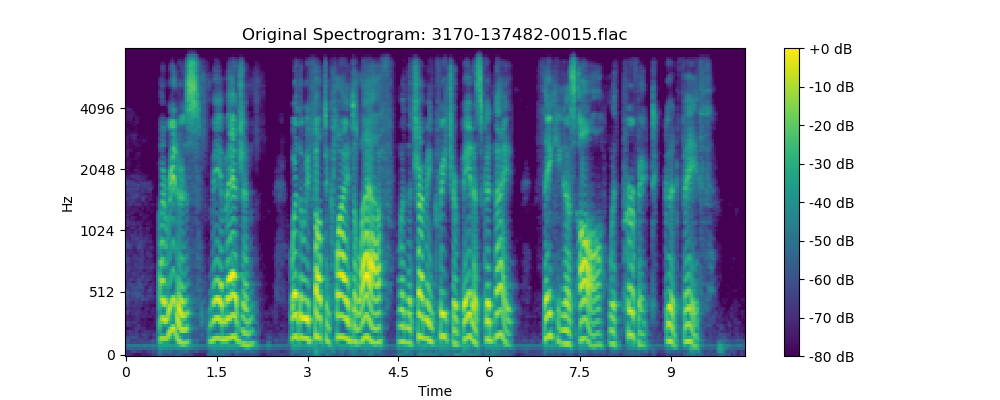 Original Spectrogram: 3170-137482-0015.flac
Hz
4096
2048
1024
512
0
0 1.5 3 4.5 6 7.5 9
Time
+0 dB
-10 dB
-20 dB
-30 dB
-40 dB
-50 dB
-60 dB
-70 dB
-80 dB